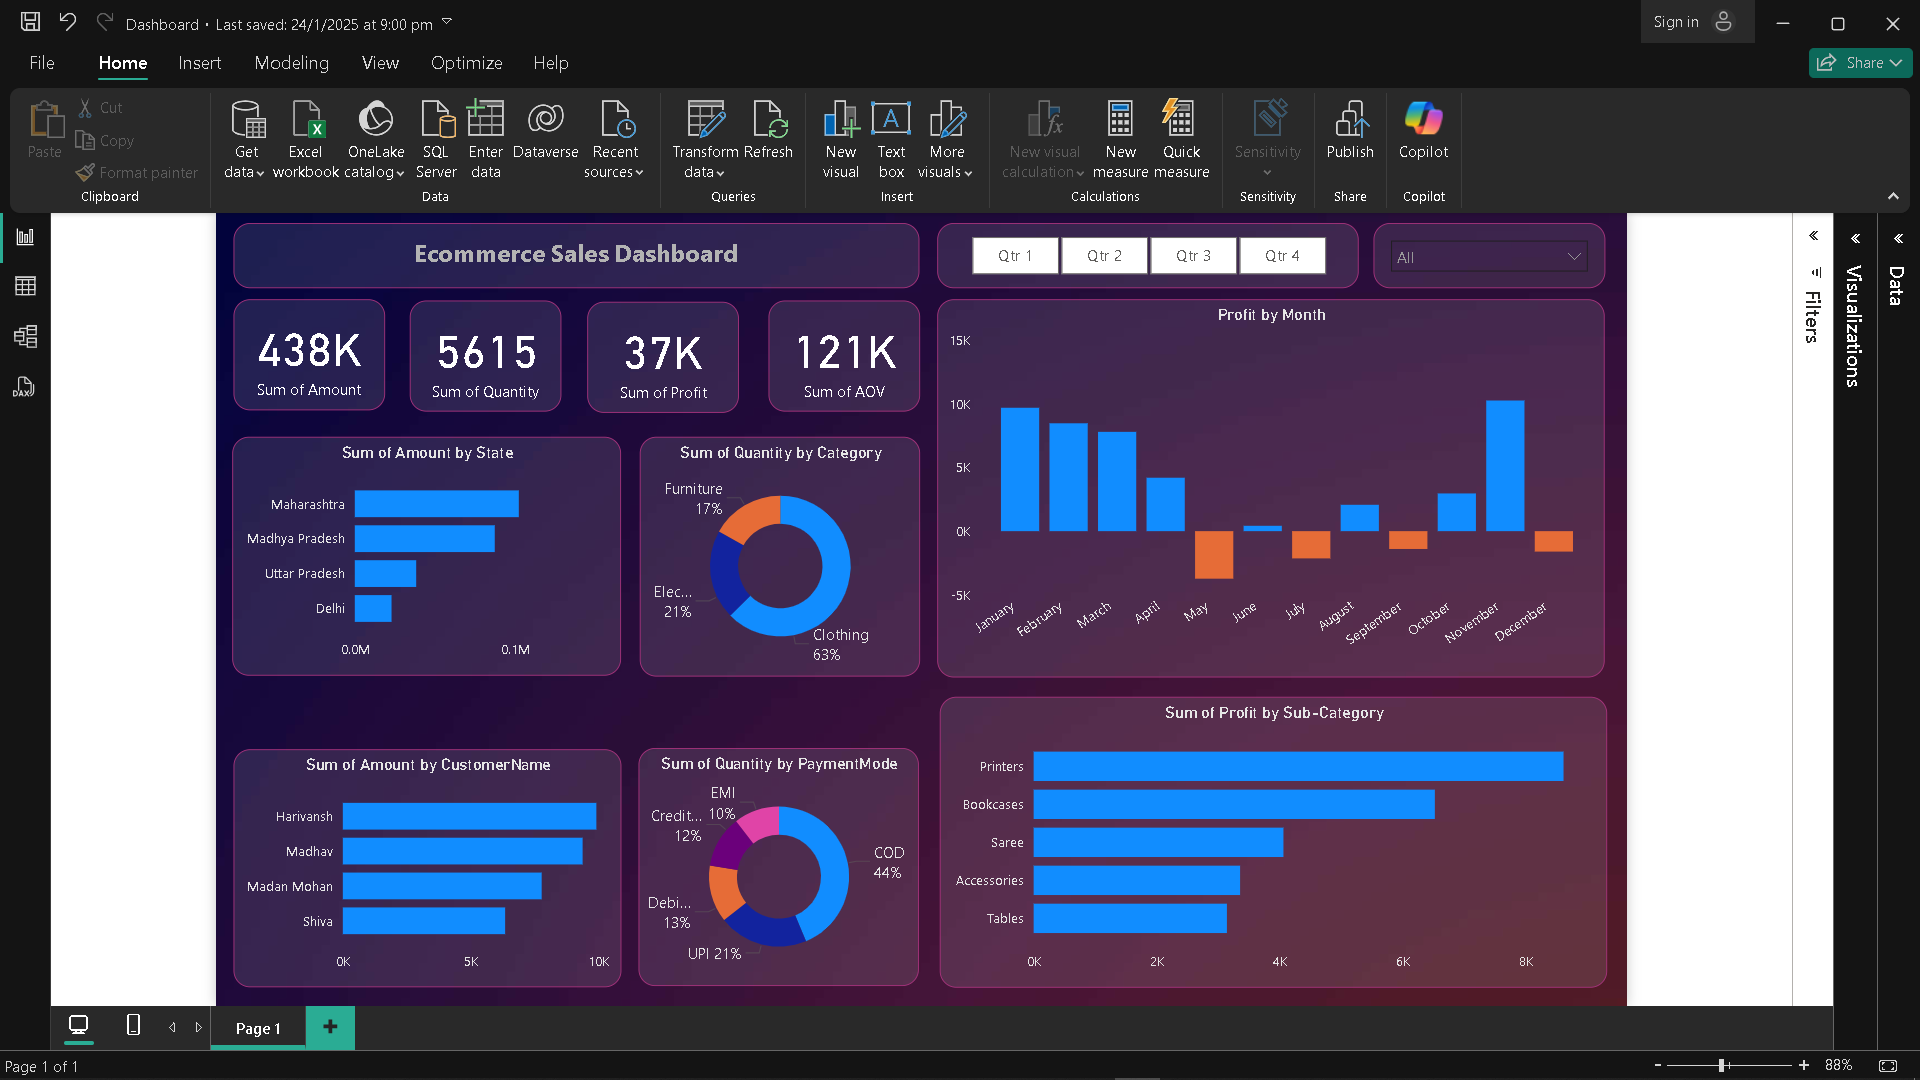 Dashboard • Last saved: 24/1/2025 at 9:00 pm
Sign in
File
Home
Insert
Modeling
View
Optimize
Help
Share
Paste
Cut
Copy
Format painter
Clipboard
Get data
Excel workbook
OneLake catalog
SQL Server
Enter data
Dataverse
Recent sources
Data
Transform data
Refresh
Queries
New visual
Text box
More visuals
Insert
New visual calculation
New measure
Quick measure
Calculations
Sensitivity
Sensitivity
Publish
Share
Copilot
Copilot
DAX
Ecommerce Sales Dashboard
Qtr 1
Qtr 2
Qtr 3
Qtr 4
All
438K
Sum of Amount
5615
Sum of Quantity
37K
Sum of Profit
121K
Sum of AOV
Profit by Month
15K
10K
5K
0K
-5K
January
February
March
April
May
June
July
August
September
October
November
December
Sum of Amount by State
Maharashtra
Madhya Pradesh
Uttar Pradesh
Delhi
0.0M
0.1M
Sum of Quantity by Category
Furniture
17%
Elec...
21%
Clothing
63%
Sum of Amount by CustomerName
Harivansh
Madhav
Madan Mohan
Shiva
0K
5K
10K
Sum of Quantity by PaymentMode
EMI
10%
Credit...
12%
COD
44%
Debi...
13%
UPI 21%
Sum of Profit by Sub-Category
Printers
Bookcases
Saree
Accessories
Tables
0K
2K
4K
6K
8K
Filters
Visualizations
Data
Page 1
Page 1 of 1
88%